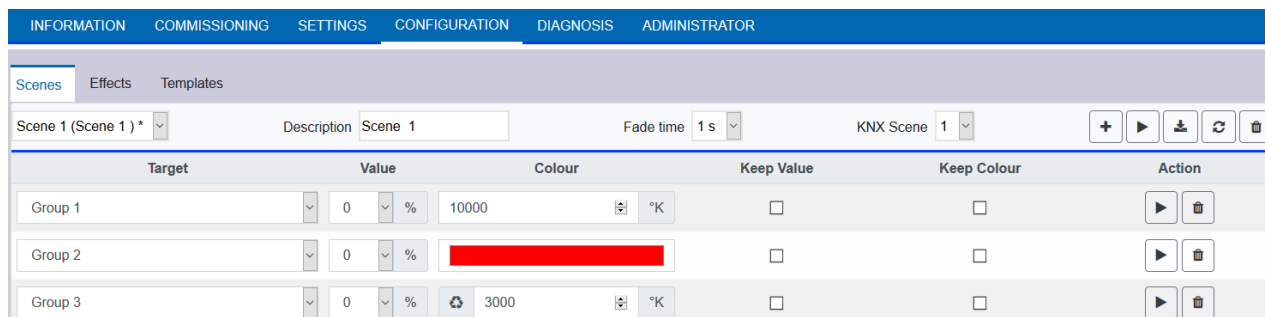 INFORMATION COMMISSIONING SETTINGS CONFIGURATION DIAGNOSIS ADMINISTRATOR
Scenes Effects Templates
Scene 1 (Scene 1 ) * Description Scene 1 Fade time 1 s KNX Scene 1
Target Value Colour Keep Value Keep Colour Action
Group 1 0 % 10000 °K
Group 2 0 %
Group 3 0 % 3000 °K